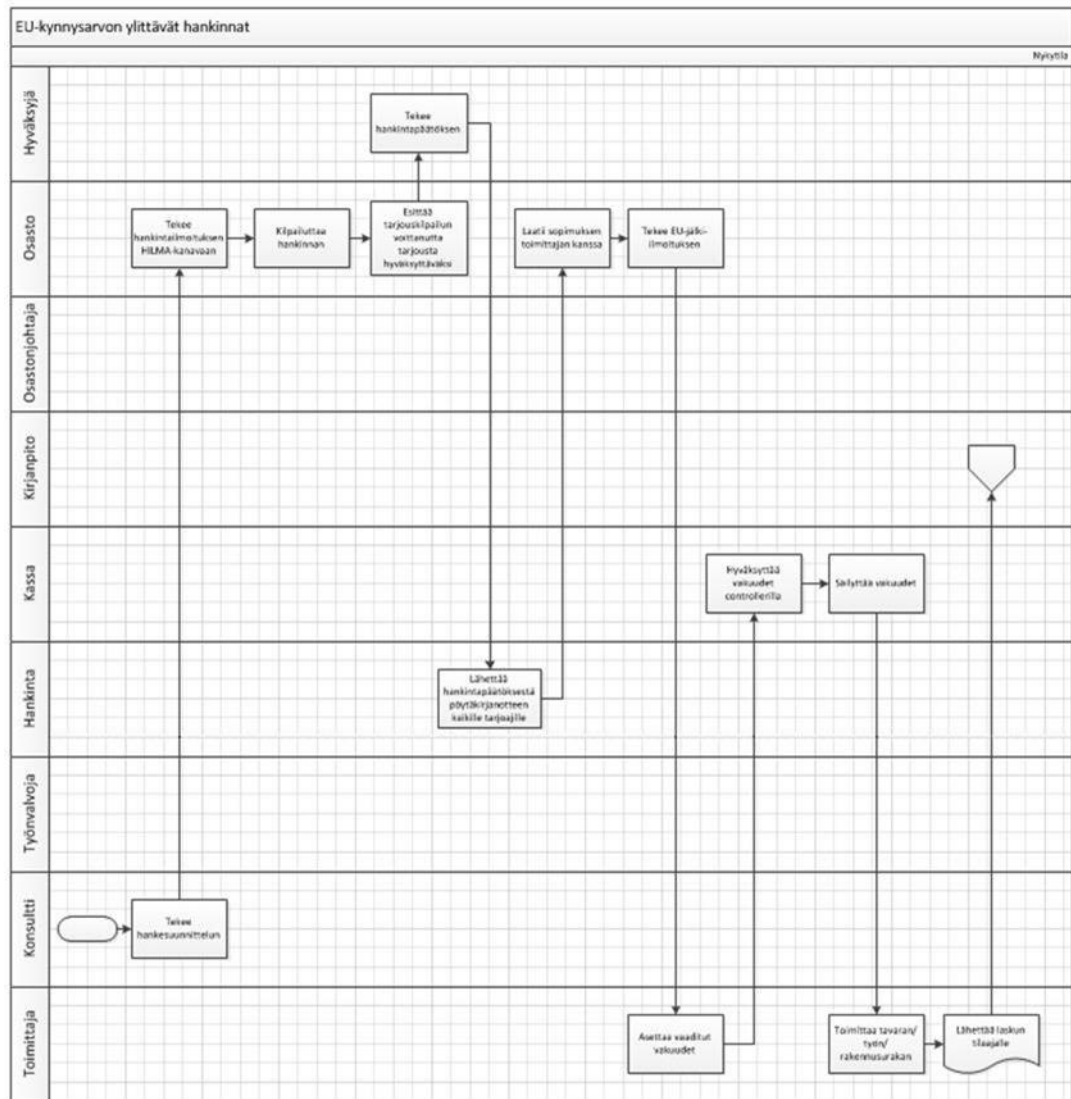 EU-kynnysarvon ylittävät hankinnat
Nykytila
Hyväksyjä
Tekee
hankintapäätöksen
Osasto
Tekee
hankintailmoituksen
HILMA-kanavaan
Kilpailuttaa
hankinnan
Esittää
tarjouskilpailun
voittanutta
tarjousta
hyväksyttäväksi
Laatii sopimuksen
toimittajan kanssa
Tekee EU-jälki-
ilmoituksen
Osastonjohtaja
Kirjanpito
Kassa
Hyväksyttää
vakuudet
controllerilla
Säilyttää vakuudet
Hankinta
Lähettää
hankintapäätöksestä
pöytäkirjanotteen
kaikille tarjoajille
Työnvalvoja
Konsultti
Tekee
hankesuunnittelun
Toimittaja
Asettaa vaaditut
vakuudet
Toimittaa tavaran/
työn/
rakennusurakan
Lähettää laskun
tilaajalle